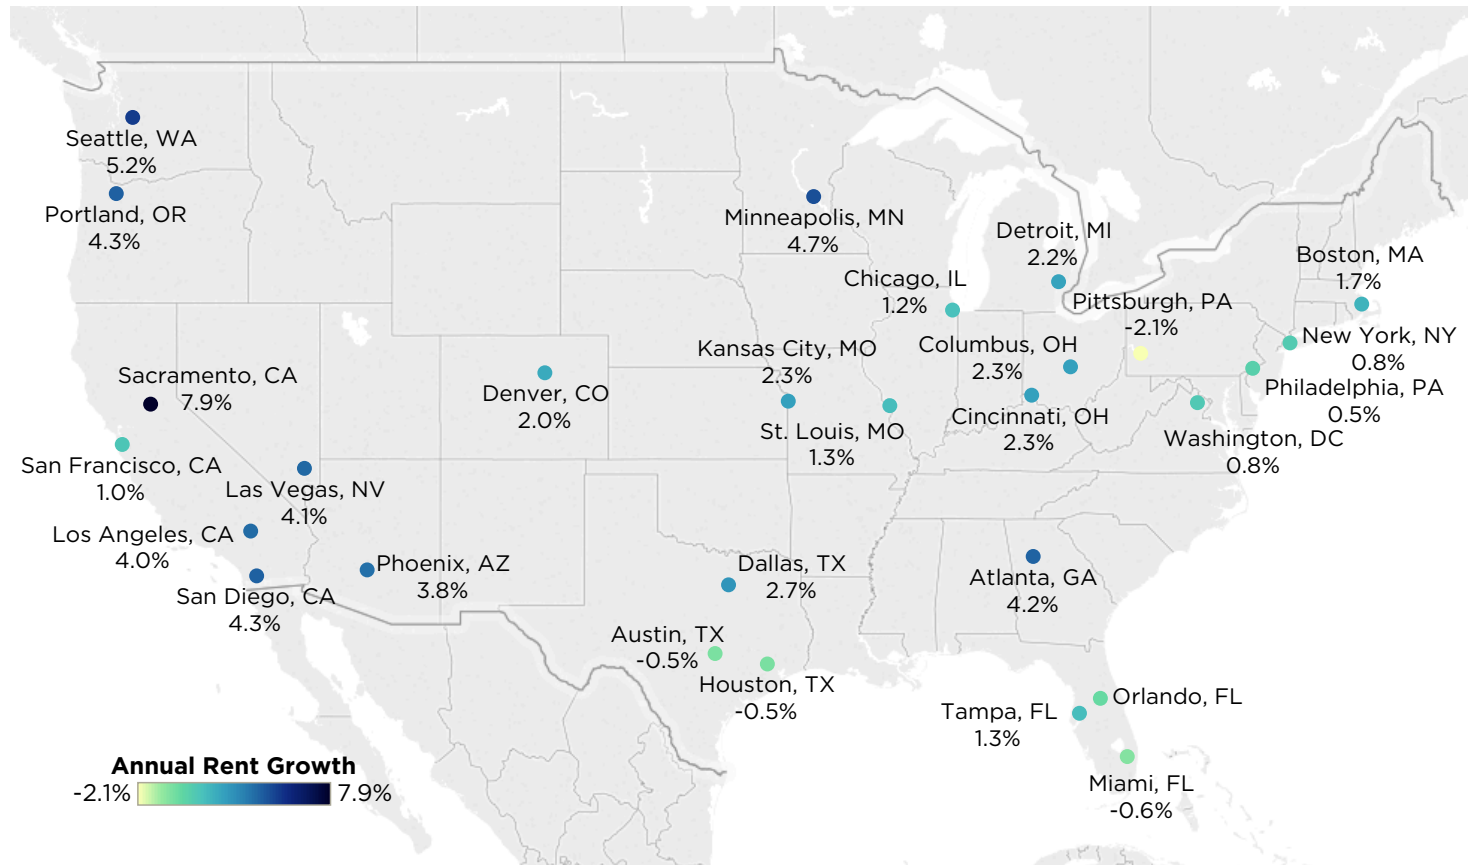 Seattle, WA
5.2%
Portland, OR
4.3%
Minneapolis, MN
4.7%
Detroit, MI
2.2%
Boston, MA
1.7%
Chicago, IL
1.2%
Pittsburgh, PA
-2.1%
New York, NY
0.8%
Kansas City, MO
2.3%
Columbus, OH
2.3%
Sacramento, CA
7.9%
Denver, CO
2.0%
Philadelphia, PA
0.5%
St. Louis, MO
1.3%
Cincinnati, OH
2.3%
Washington, DC
0.8%
San Francisco, CA
1.0%
Las Vegas, NV
4.1%
Los Angeles, CA
4.0%
Phoenix, AZ
3.8%
Dallas, TX
2.7%
Atlanta, GA
4.2%
San Diego, CA
4.3%
Austin, TX
-0.5%
Houston, TX
-0.5%
Orlando, FL
Tampa, FL
1.3%
Miami, FL
-0.6%
Annual Rent Growth
-2.1% 7.9%